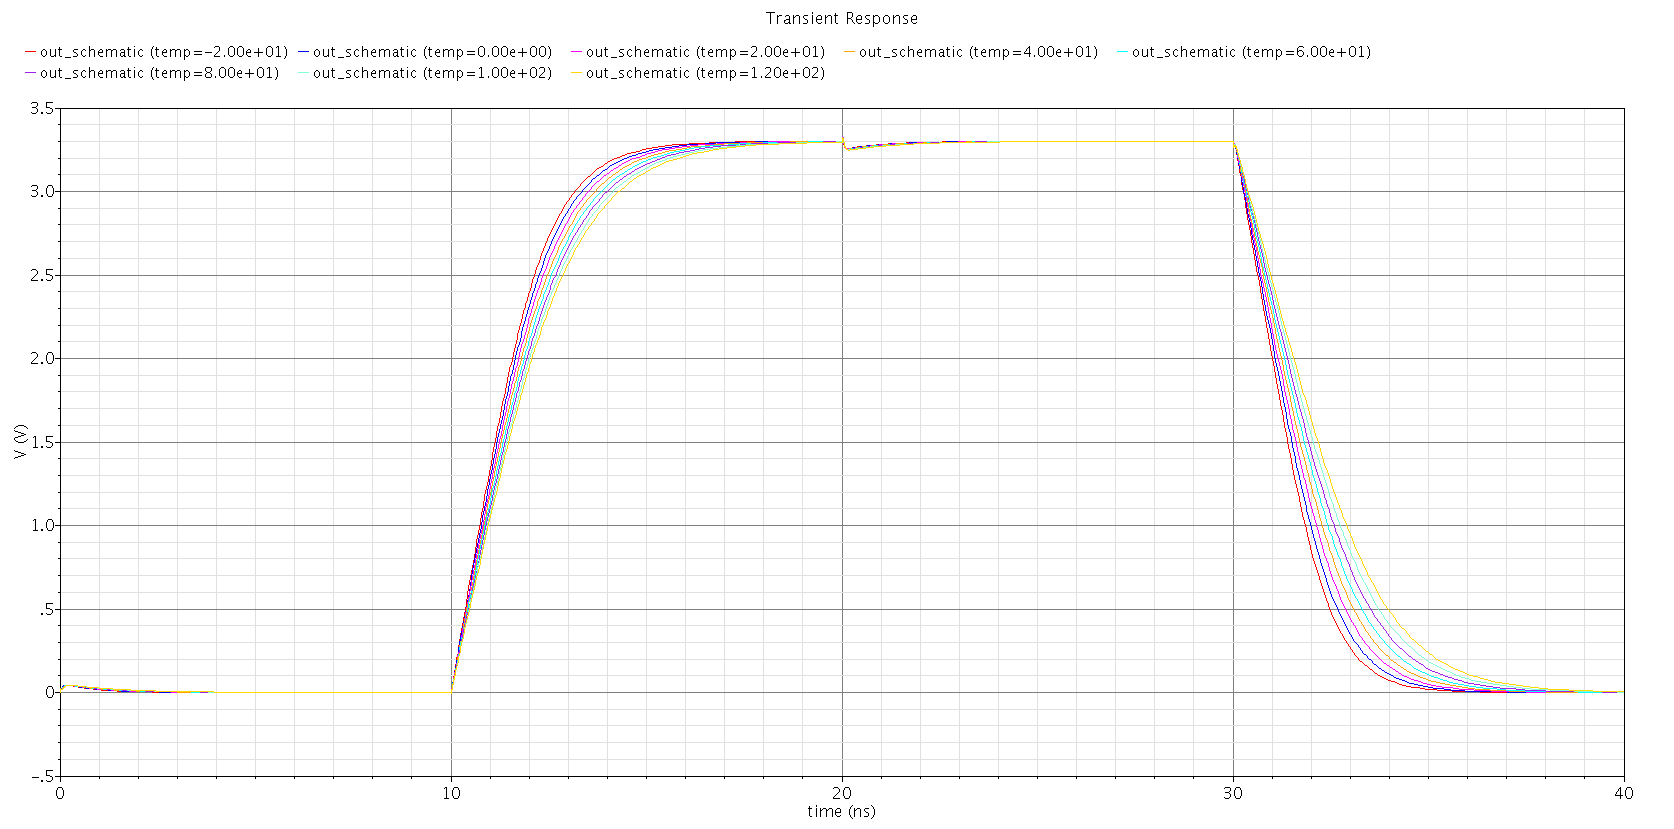 Transient Response
out_schematic (temp=-2.00e+01) out_schematic (temp=0.00e+00) out_schematic (temp=2.00e+01) out_schematic (temp=4.00e+01) out_schematic (temp=6.00e+01)
out_schematic (temp=8.00e+01) out_schematic (temp=1.00e+02) out_schematic (temp=1.20e+02)
3.5
3.0
2.5
2.0
V (V)
1.5
1.0
.5
0
-.5
0 10 20 30 40
time (ns)